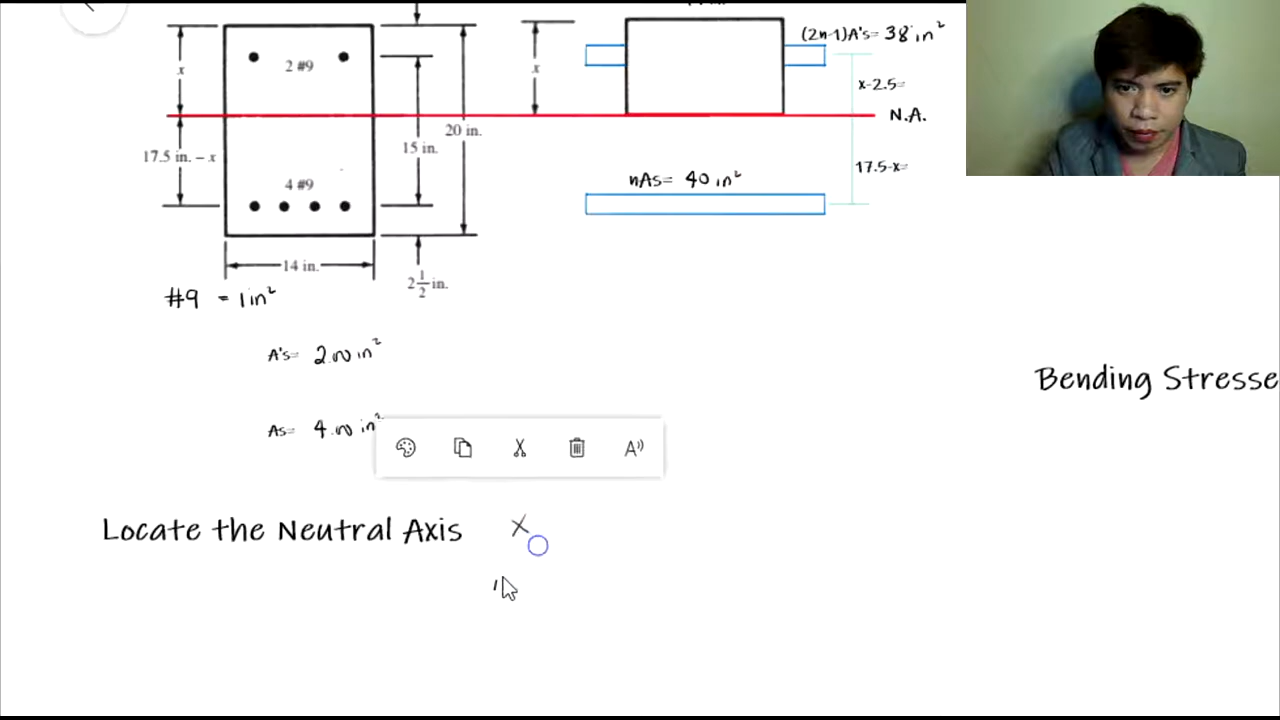 (2n-1)A's= 38 in²
x
2 #9
x
x-2.5=
N.A.
20 in.
15 in.
17.5 in. – x
17.5-x=
4 #9
nAs= 40 in²
14 in.
2 1/2 in.
#9 = 1in²
A's= 2.00 in²
Bending Stresse
As= 4.00 in²
A
Locate the Neutral Axis x